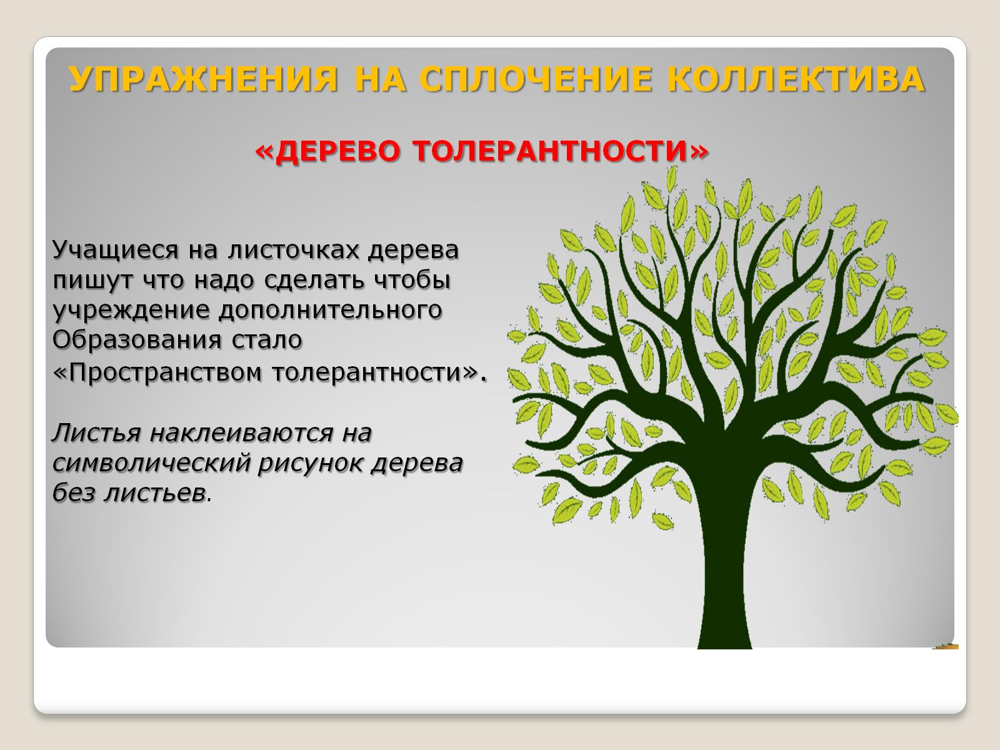 УПРАЖНЕНИЯ НА СПЛОЧЕНИЕ КОЛЛЕКТИВА
«ДЕРЕВО ТОЛЕРАНТНОСТИ»
Учащиеся на листочках дерева
пишут что надо сделать чтобы
учреждение дополнительного
Образования стало
«Пространством толерантности».
Листья наклеиваются на
символический рисунок дерева
без листьев.